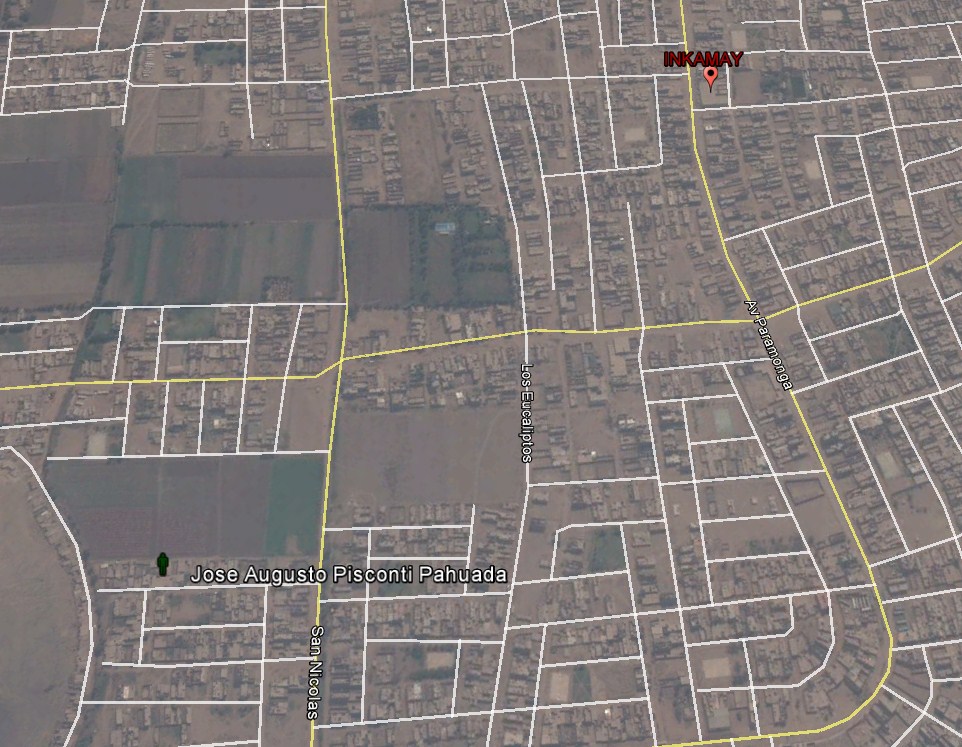 INKAMAY
Av Paramonga
Los Eucaliptos
Jose Augusto Pisconti Pahuada
San Nicolas